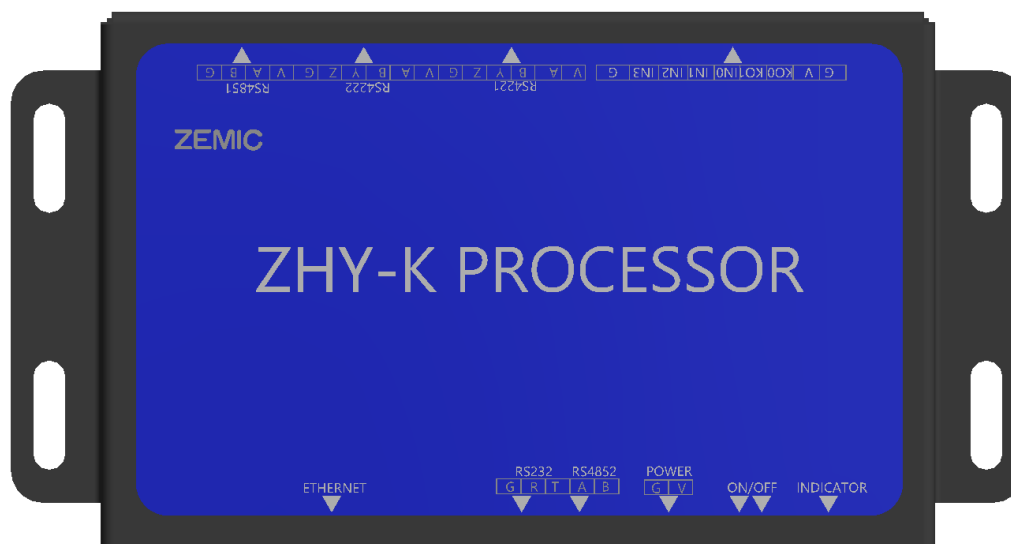 RS4221 RS4222 RS4851
G V KO0 KO1 IN0 IN1 IN2 IN3 G V A B Y Z G V A B Y Z G V A B G
ZEMIC
ZHY-K PROCESSOR
RS232 RS4852 POWER
G R T A B G V
ETHERNET ON/OFF INDICATOR